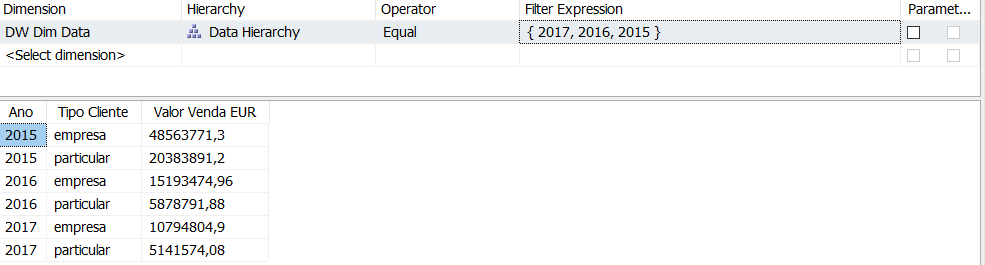 Dimension Hierarchy Operator Filter Expression Paramet...
DW Dim Data Data Hierarchy Equal { 2017, 2016, 2015 }
<Select dimension>
Ano Tipo Cliente Valor Venda EUR
2015 empresa 48563771,3
2015 particular 20383891,2
2016 empresa 15193474,96
2016 particular 5878791,88
2017 empresa 10794804,9
2017 particular 5141574,08